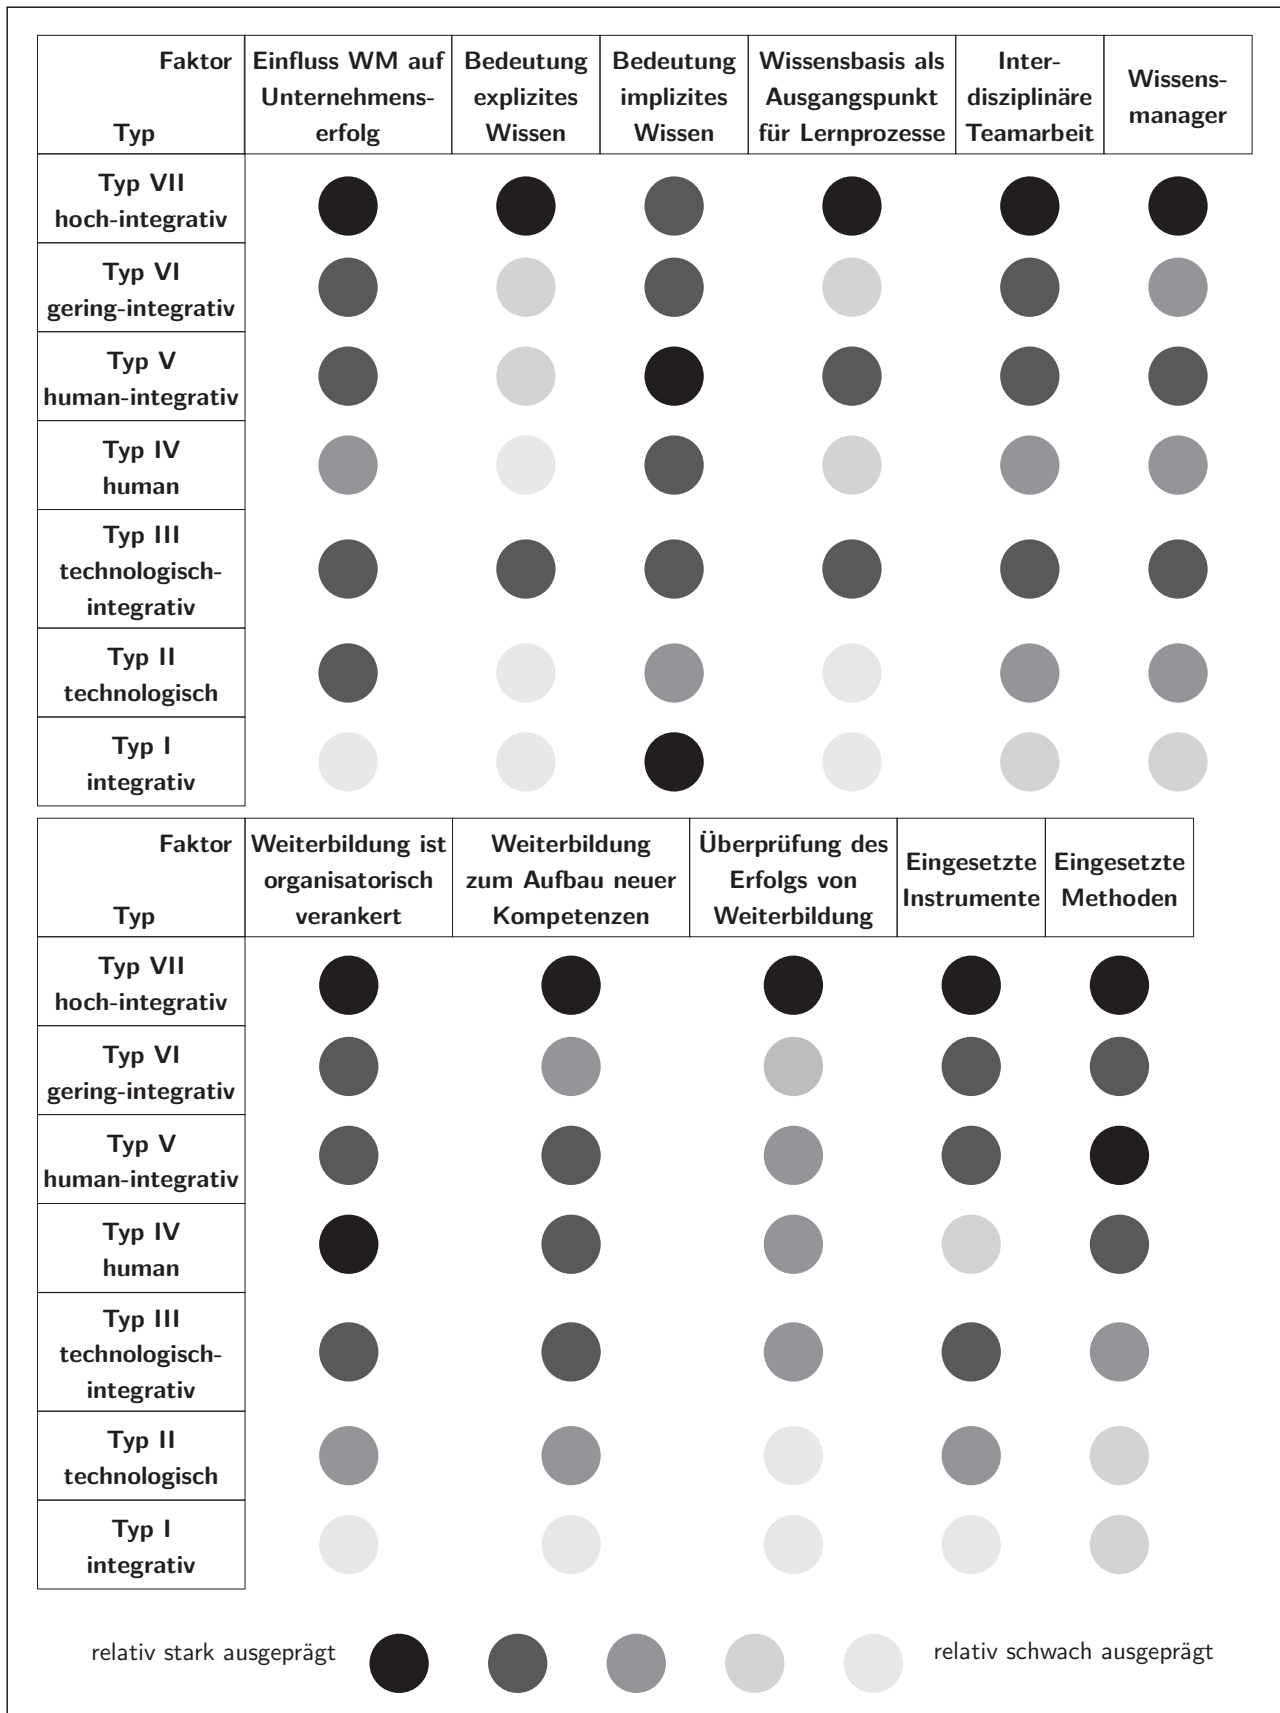 Faktor
Typ
Einfluss WM auf
Unternehmens-
erfolg
Bedeutung
explizites
Wissen
Bedeutung
implizites
Wissen
Wissensbasis als
Ausgangspunkt
für Lernprozesse
Inter-
disziplinäre
Teamarbeit
Wissens-
manager
Typ VII
hoch-integrativ
Typ VI
gering-integrativ
Typ V
human-integrativ
Typ IV
human
Typ III
technologisch-
integrativ
Typ II
technologisch
Typ I
integrativ
Faktor
Typ
Weiterbildung ist
organisatorisch
verankert
Weiterbildung
zum Aufbau neuer
Kompetenzen
Überprüfung des
Erfolgs von
Weiterbildung
Eingesetzte
Instrumente
Eingesetzte
Methoden
Typ VII
hoch-integrativ
Typ VI
gering-integrativ
Typ V
human-integrativ
Typ IV
human
Typ III
technologisch-
integrativ
Typ II
technologisch
Typ I
integrativ
relativ stark ausgeprägt
relativ schwach ausgeprägt